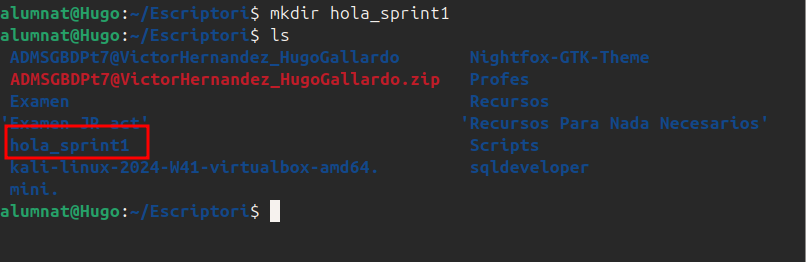 alumnat@Hugo:~/Escriptori$ mkdir hola_sprint1
alumnat@Hugo:~/Escriptori$ ls
ADMSGBDPt7@VictorHernandez_HugoGallardo Nightfox-GTK-Theme
ADMSGBDPt7@VictorHernandez_HugoGallardo.zip Profes
Examen Recursos
'Examen JR act' 'Recursos Para Nada Necesarios'
hola_sprint1 Scripts
kali-linux-2024-W41-virtualbox-amd64. sqldeveloper
mini.
alumnat@Hugo:~/Escriptori$